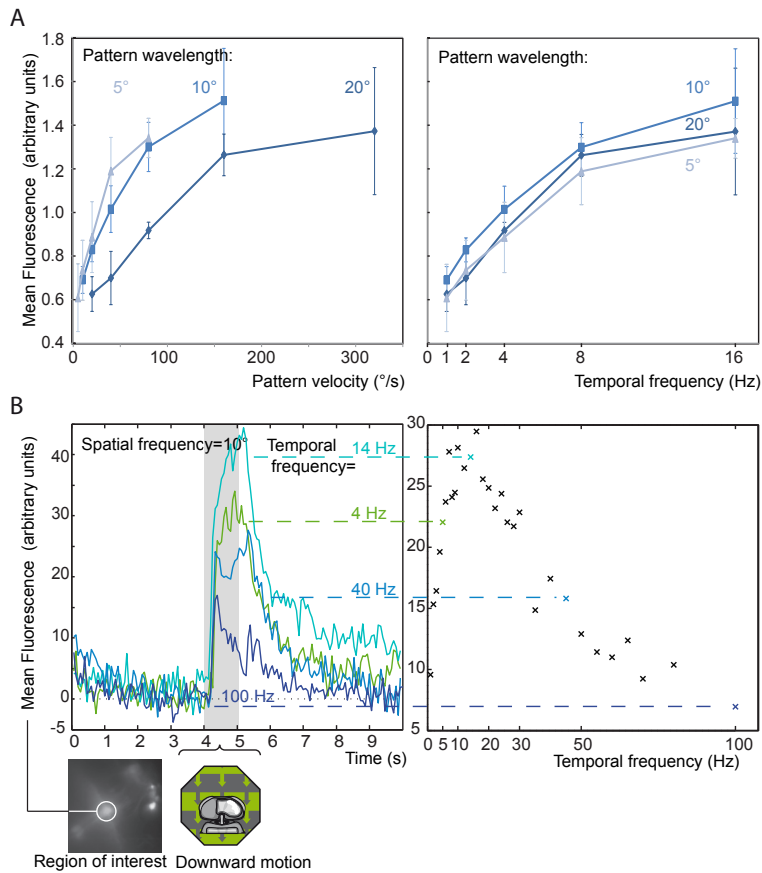 A
Mean Fluorescence (arbitrary units)
Pattern wavelength:
5°
10°
20°
1.8
1.6
1.4
1.2
1.0
0.8
0.6
0.4
0
100
200
300
Pattern velocity (°/s)
Pattern wavelength:
10°
20°
5°
0 1 2 4 8 16
Temporal frequency (Hz)
B
Mean Fluorescence (arbitrary units)
Spatial frequency=10°
Temporal
frequency=
14 Hz
4 Hz
40 Hz
100 Hz
40
30
20
10
0
-5
0 1 2 3 4 5 6 7 8 9
Time (s)
30
25
20
15
10
5
0 5 10 20 30 50 100
Temporal frequency (Hz)
Region of interest
Downward motion